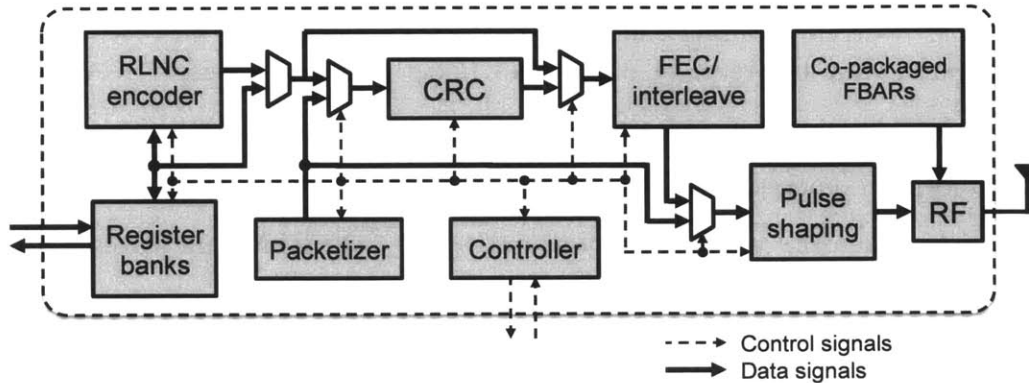 RLNC
encoder
CRC
FEC/
interleave
Co-packaged
FBARs
Register
banks
Packetizer
Controller
Pulse
shaping
RF
Control signals
Data signals